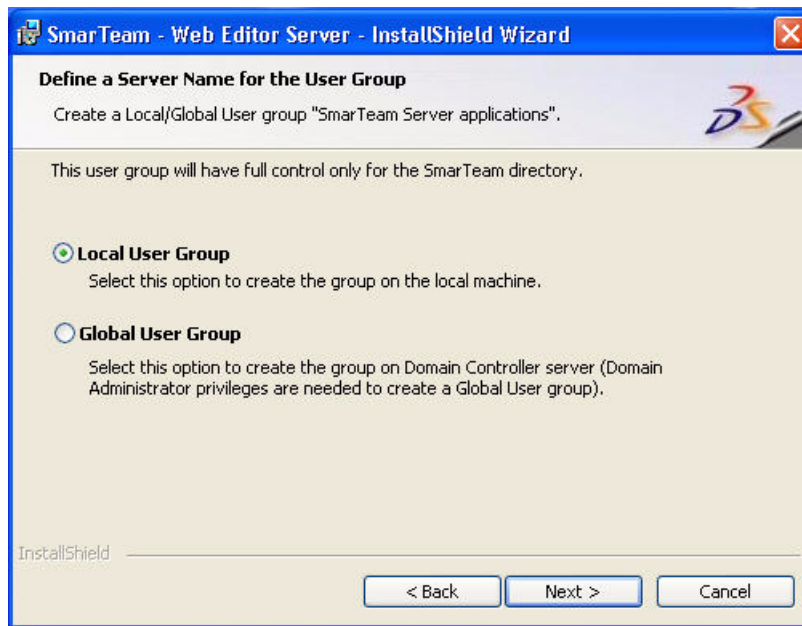 SmarTeam - Web Editor Server - InstallShield Wizard
Define a Server Name for the User Group
Create a Local/Global User group "SmarTeam Server applications".
This user group will have full control only for the SmarTeam directory.
Local User Group
Select this option to create the group on the local machine.
Global User Group
Select this option to create the group on Domain Controller server (Domain
Administrator privileges are needed to create a Global User group).
InstallShield
< Back Next > Cancel